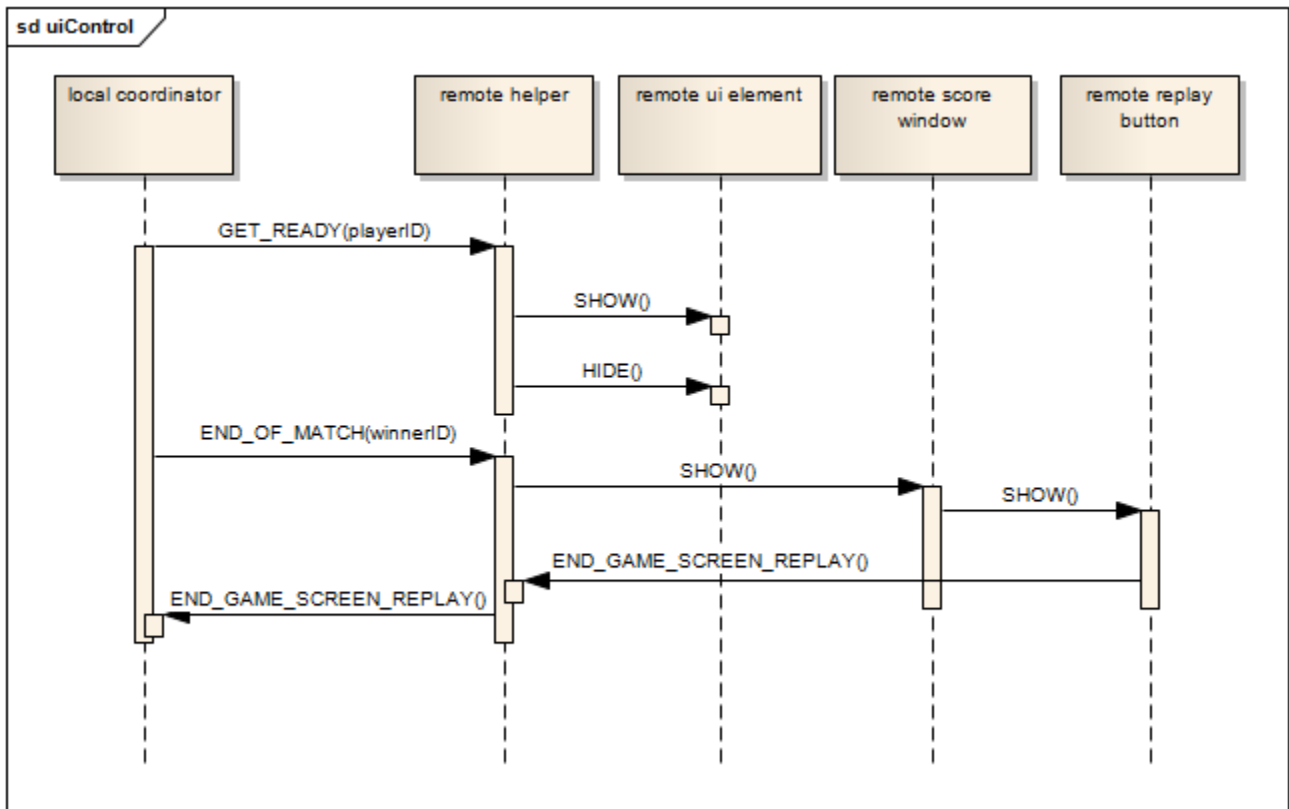 sd uiControl
local coordinator
remote helper
remote ui element
remote score
window
remote replay
button
GET_READY(playerID)
SHOW()
HIDE()
END_OF_MATCH(winnerID)
SHOW()
SHOW()
END_GAME_SCREEN_REPLAY()
END_GAME_SCREEN_REPLAY()